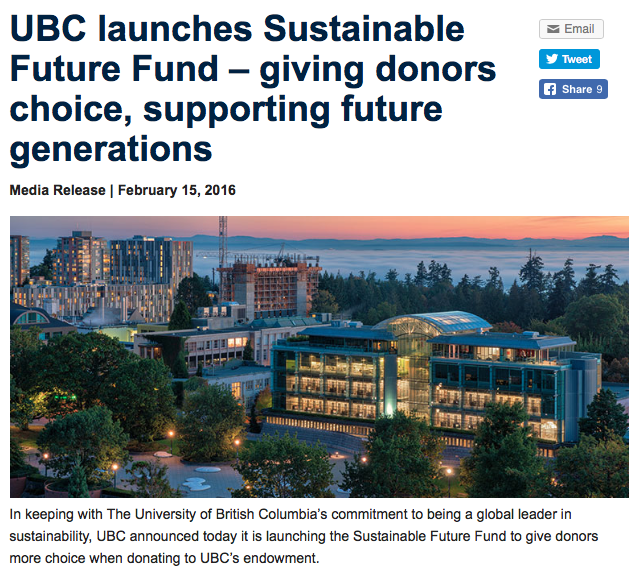 UBC launches Sustainable
Future Fund – giving donors
choice, supporting future
generations
Email
Tweet
Share 9
Media Release | February 15, 2016
In keeping with The University of British Columbia's commitment to being a global leader in
sustainability, UBC announced today it is launching the Sustainable Future Fund to give donors
more choice when donating to UBC's endowment.